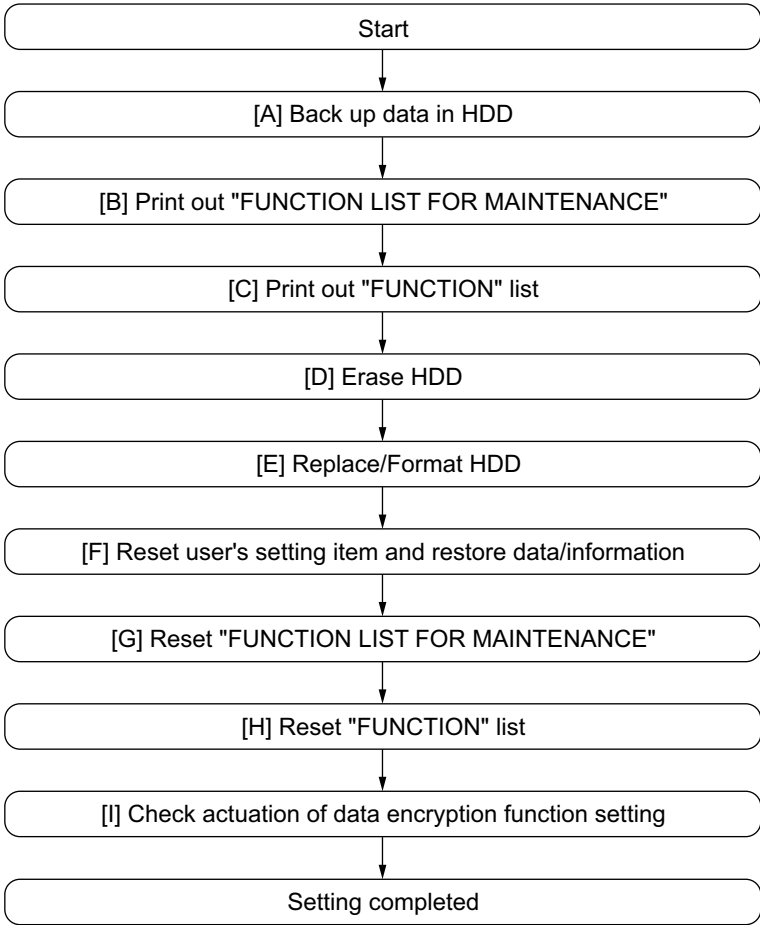 Start
[A] Back up data in HDD
[B] Print out "FUNCTION LIST FOR MAINTENANCE"
[C] Print out "FUNCTION" list
[D] Erase HDD
[E] Replace/Format HDD
[F] Reset user's setting item and restore data/information
[G] Reset "FUNCTION LIST FOR MAINTENANCE"
[H] Reset "FUNCTION" list
[I] Check actuation of data encryption function setting
Setting completed